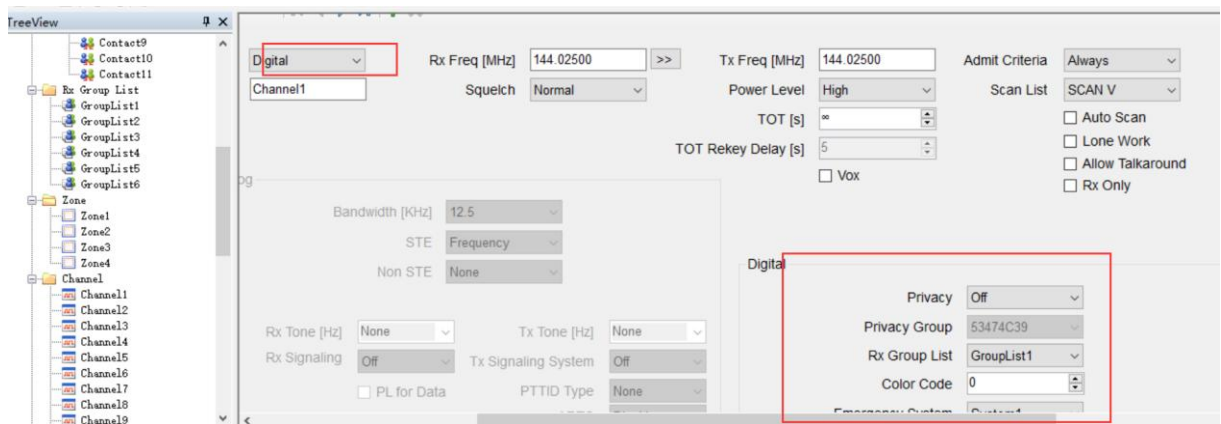 TreeView
Contact9
Contact10
Contact11
Rx Group List
GroupList1
GroupList2
GroupList3
GroupList4
GroupList5
GroupList6
Zone
Zone1
Zone2
Zone3
Zone4
Channel
Channel1
Channel2
Channel3
Channel4
Channel5
Channel6
Channel7
Channel8
Channel9
Digital Rx Freq [MHz] 144.02500 >> Tx Freq [MHz] 144.02500 Admit Criteria Always
Channel1 Squelch Normal Power Level High Scan List SCAN V
TOT [s] ∞ Auto Scan
Lone Work
TOT Rekey Delay [s] 5
Allow Talkaround
Vox Rx Only
og
Bandwidth [KHz] 12.5
STE Frequency
Non STE None
Rx Tone [Hz] None Tx Tone [Hz] None
Rx Signaling Off Tx Signaling System Off
PL for Data PTTID Type None
Digital
Privacy Off
Privacy Group 53474C39
Rx Group List GroupList1
Color Code 0
Emergency System System1